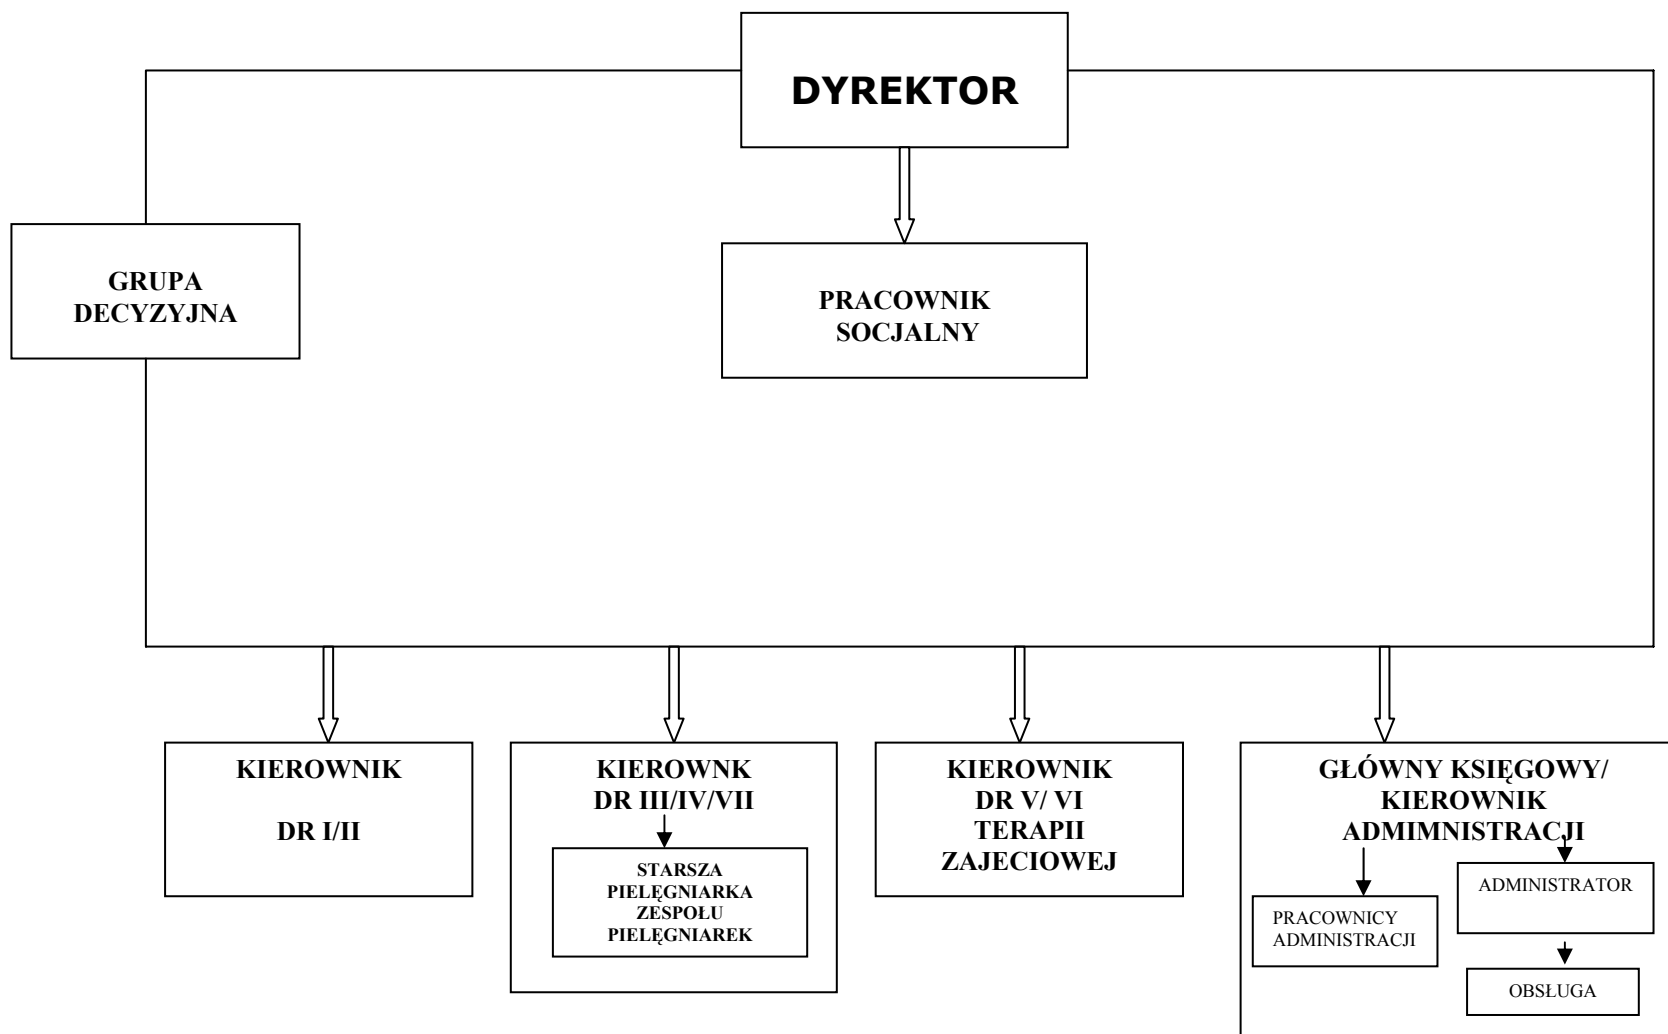 DYREKTOR
GRUPA
DECYZYJNA
PRACOWNIK
SOCJALNY
KIEROWNIK
DR I/II
KIEROWNK
DR III/IV/VII
STARSZA
PIELĘGNIARKA
ZESPOŁU
PIELĘGNIAREK
KIEROWNIK
DR V/ VI
TERAPII
ZAJECIOWEJ
GŁÓWNY KSIĘGOWY/
KIEROWNIK
ADMIMNISTRACJI
PRACOWNICY
ADMINISTRACJI
ADMINISTRATOR
OBSŁUGA